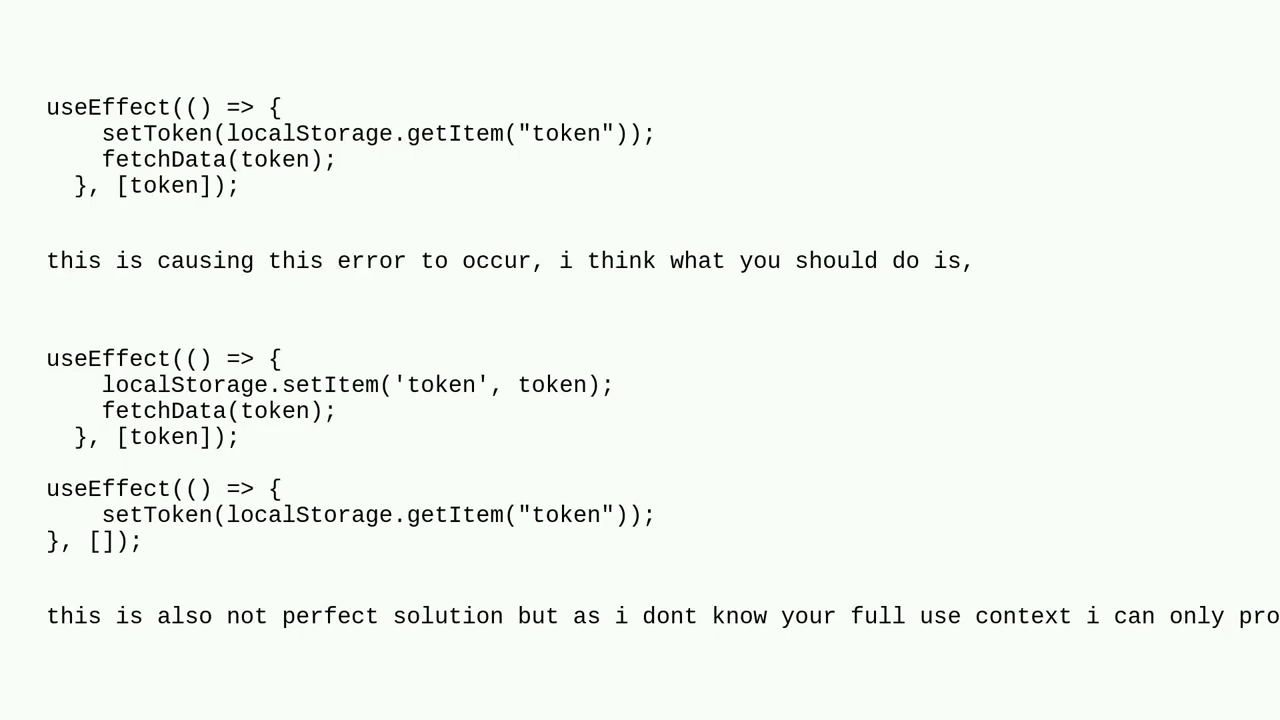 useEffect(() => {
    setToken(localStorage.getItem("token"));
    fetchData(token);
  }, [token]);
this is causing this error to occur, i think what you should do is,
useEffect(() => {
    localStorage.setItem('token', token);
    fetchData(token);
  }, [token]);
useEffect(() => {
    setToken(localStorage.getItem("token"));
}, []);
this is also not perfect solution but as i dont know your full use context i can only